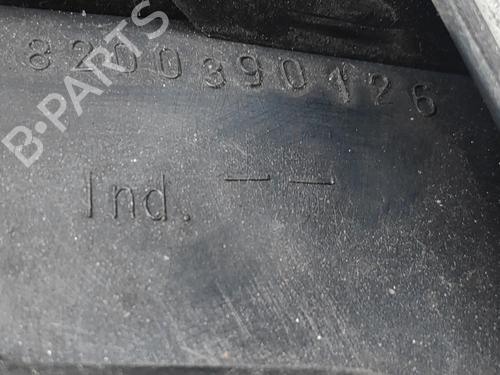 B-PARTS
8200390126
Ind. — —